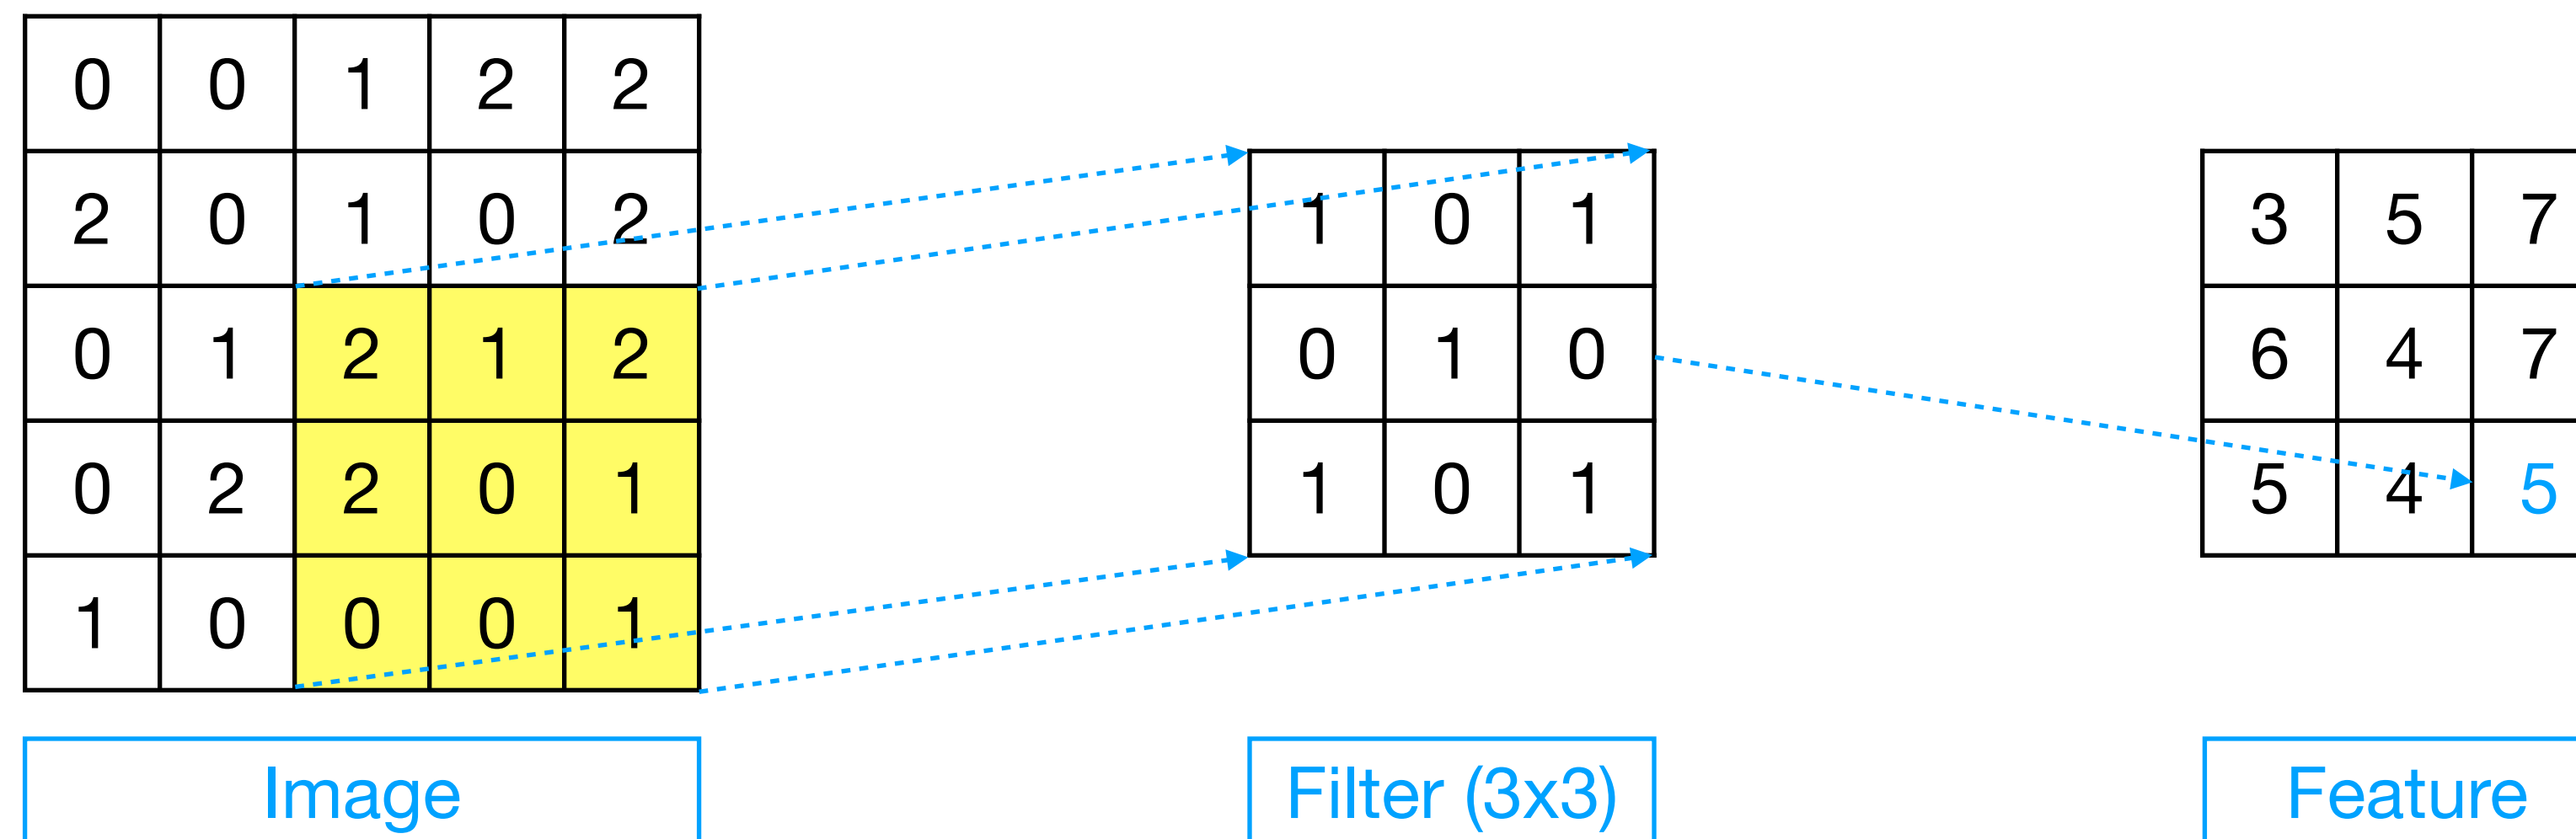 0 0 1 2 2
2 0 1 0 2
0 1 2 1 2
0 2 2 0 1
1 0 0 0 1
Image
1 0 1
0 1 0
1 0 1
Filter (3x3)
3 5 7
6 4 7
5 4 5
Feature